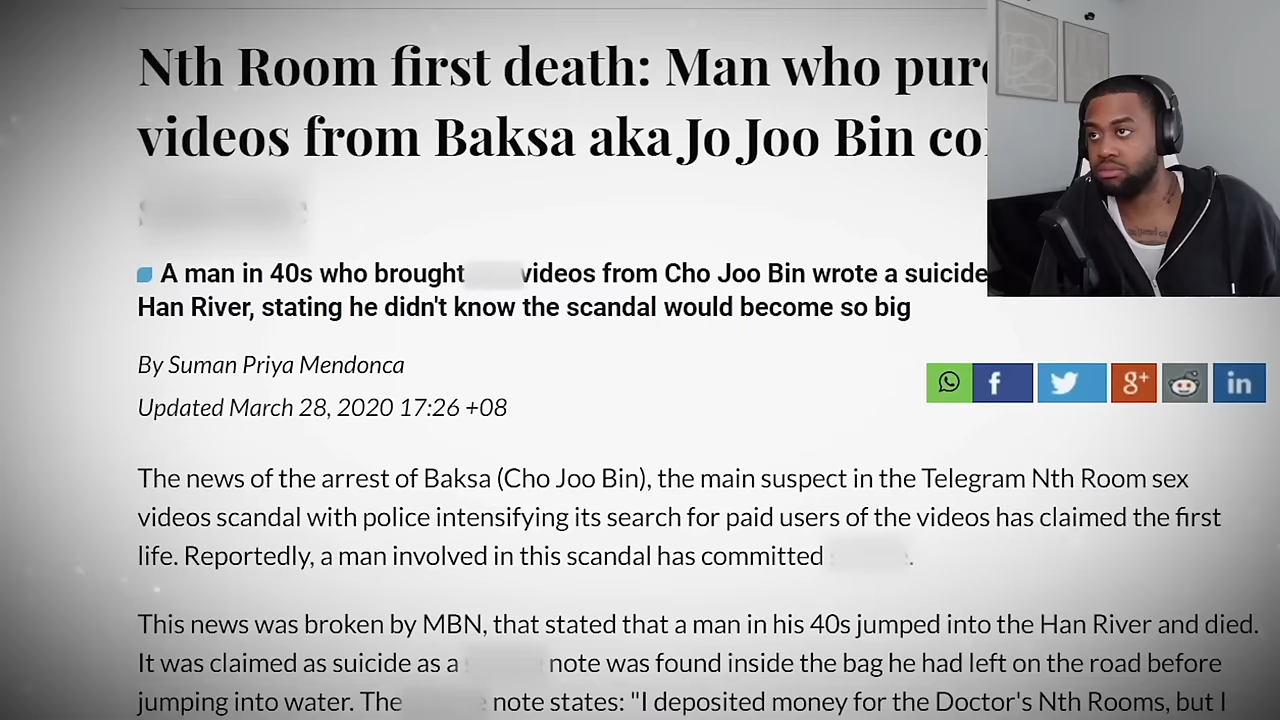 Nth Room first death: Man who
videos from Baksa aka Jo Joo Bin
A man in 40s who brought videos from Cho Joo Bin wrote a suicide
Han River, stating he didn't know the scandal would become so big
By Suman Priya Mendonca
Updated March 28, 2020 17:26 +08
f g+ in
The news of the arrest of Baksa (Cho Joo Bin), the main suspect in the Telegram Nth Room sex
videos scandal with police intensifying its search for paid users of the videos has claimed the first
life. Reportedly, a man involved in this scandal has committed .
This news was broken by MBN, that stated that a man in his 40s jumped into the Han River and died.
It was claimed as suicide as a note was found inside the bag he had left on the road before
jumping into water. The note states: "I deposited money for the Doctor's Nth Rooms, but I